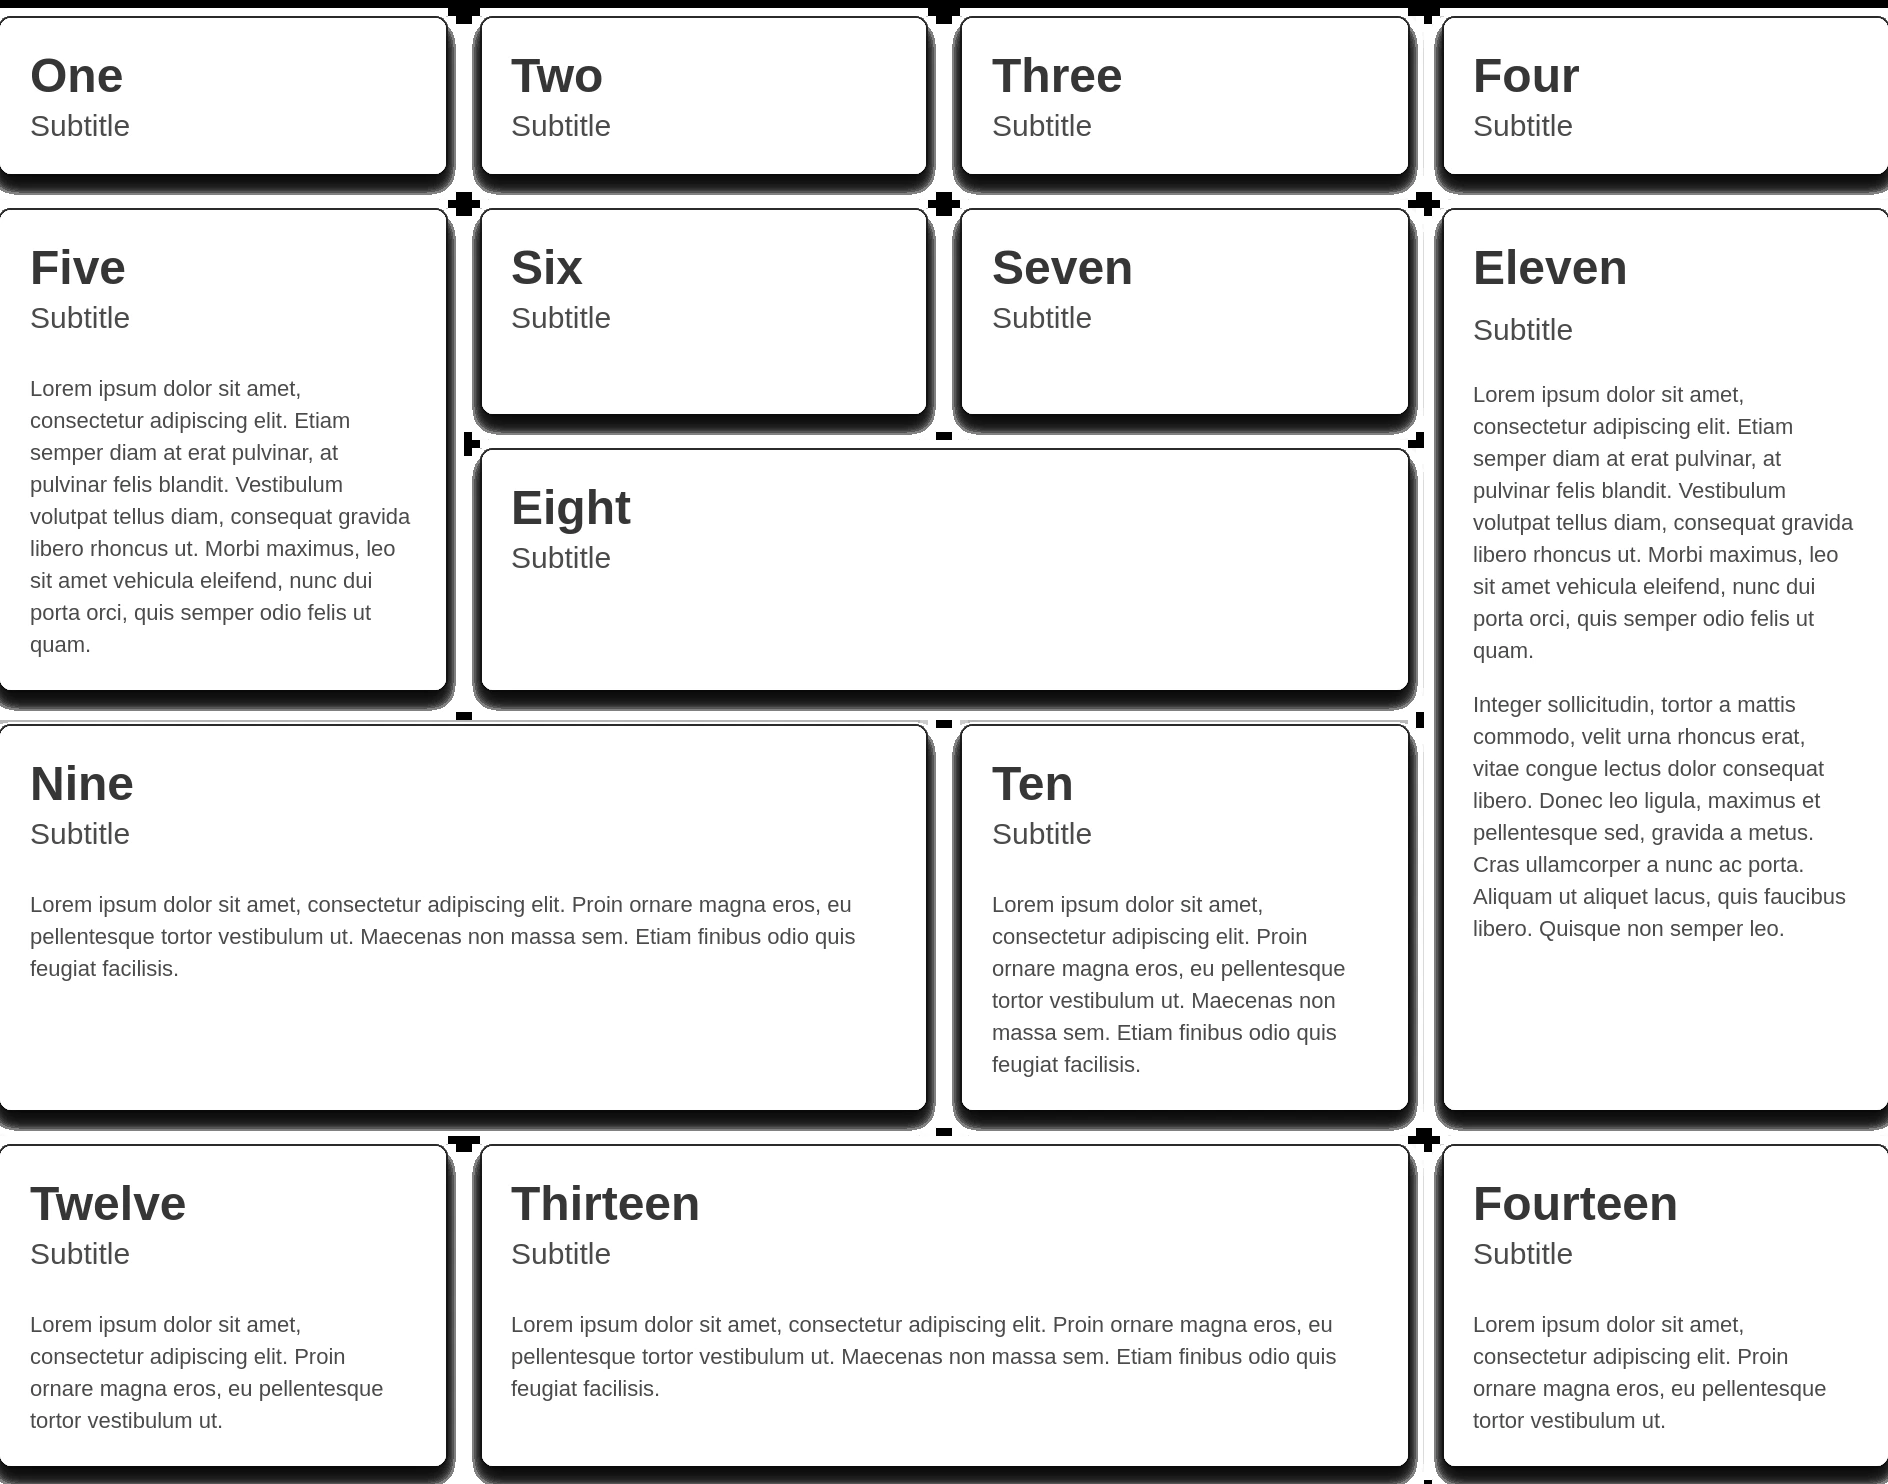 One
Subtitle
Two
Subtitle
Three
Subtitle
Four
Subtitle
Five
Subtitle
Lorem ipsum dolor sit amet,
consectetur adipiscing elit. Etiam
semper diam at erat pulvinar, at
pulvinar felis blandit. Vestibulum
volutpat tellus diam, consequat gravida
libero rhoncus ut. Morbi maximus, leo
sit amet vehicula eleifend, nunc dui
porta orci, quis semper odio felis ut
quam.
Six
Subtitle
Seven
Subtitle
Eight
Subtitle
Nine
Subtitle
Lorem ipsum dolor sit amet, consectetur adipiscing elit. Proin ornare magna eros, eu
pellentesque tortor vestibulum ut. Maecenas non massa sem. Etiam finibus odio quis
feugiat facilisis.
Ten
Subtitle
Lorem ipsum dolor sit amet,
consectetur adipiscing elit. Proin
ornare magna eros, eu pellentesque
tortor vestibulum ut. Maecenas non
massa sem. Etiam finibus odio quis
feugiat facilisis.
Eleven
Subtitle
Lorem ipsum dolor sit amet,
consectetur adipiscing elit. Etiam
semper diam at erat pulvinar, at
pulvinar felis blandit. Vestibulum
volutpat tellus diam, consequat gravida
libero rhoncus ut. Morbi maximus, leo
sit amet vehicula eleifend, nunc dui
porta orci, quis semper odio felis ut
quam.
Integer sollicitudin, tortor a mattis
commodo, velit urna rhoncus erat,
vitae congue lectus dolor consequat
libero. Donec leo ligula, maximus et
pellentesque sed, gravida a metus.
Cras ullamcorper a nunc ac porta.
Aliquam ut aliquet lacus, quis faucibus
libero. Quisque non semper leo.
Twelve
Subtitle
Lorem ipsum dolor sit amet,
consectetur adipiscing elit. Proin
ornare magna eros, eu pellentesque
tortor vestibulum ut.
Thirteen
Subtitle
Lorem ipsum dolor sit amet, consectetur adipiscing elit. Proin ornare magna eros, eu
pellentesque tortor vestibulum ut. Maecenas non massa sem. Etiam finibus odio quis
feugiat facilisis.
Fourteen
Subtitle
Lorem ipsum dolor sit amet,
consectetur adipiscing elit. Proin
ornare magna eros, eu pellentesque
tortor vestibulum ut.